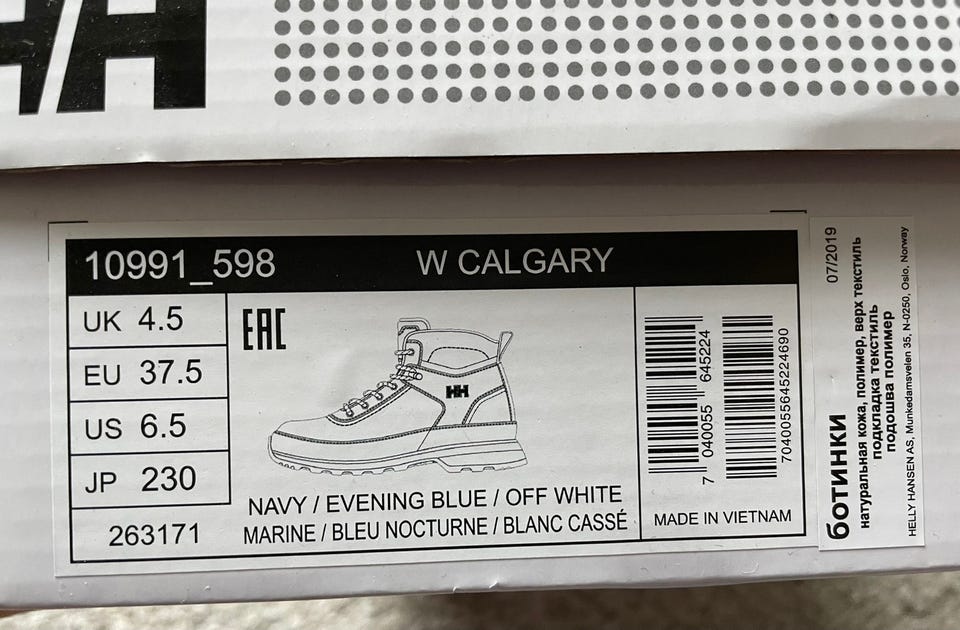 HH
10991_598 W CALGARY
UK 4.5
EU 37.5
US 6.5
JP 230
263171
EAC
HH
NAVY / EVENING BLUE / OFF WHITE
MARINE / BLEU NOCTURNE / BLANC CASSÉ
7 040055 645224
7040055645224690
MADE IN VIETNAM
ботинки 07/2019
натуральная кожа, полимер, верх текстиль
подкладка текстиль
подошва полимер
HELLY HANSEN AS, Munkedamsveien 35, N-0250, Oslo, Norway